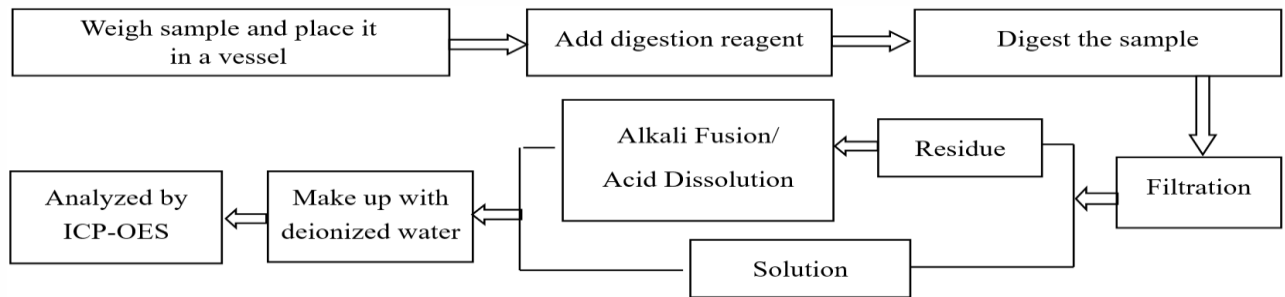 Weigh sample and place it
in a vessel
Add digestion reagent
Digest the sample
Filtration
Residue
Alkali Fusion/
Acid Dissolution
Solution
Make up with
deionized water
Analyzed by
ICP-OES